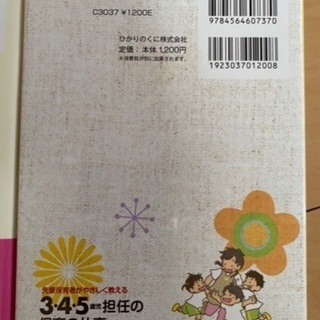 C3037 ¥1200E
9784564607370
ひかりのくに株式会社
定価：本体1,200円
※消費税が別に加算されます。
1923037012008
先輩保育者がやさしく教える
3・4・5歳児担任の